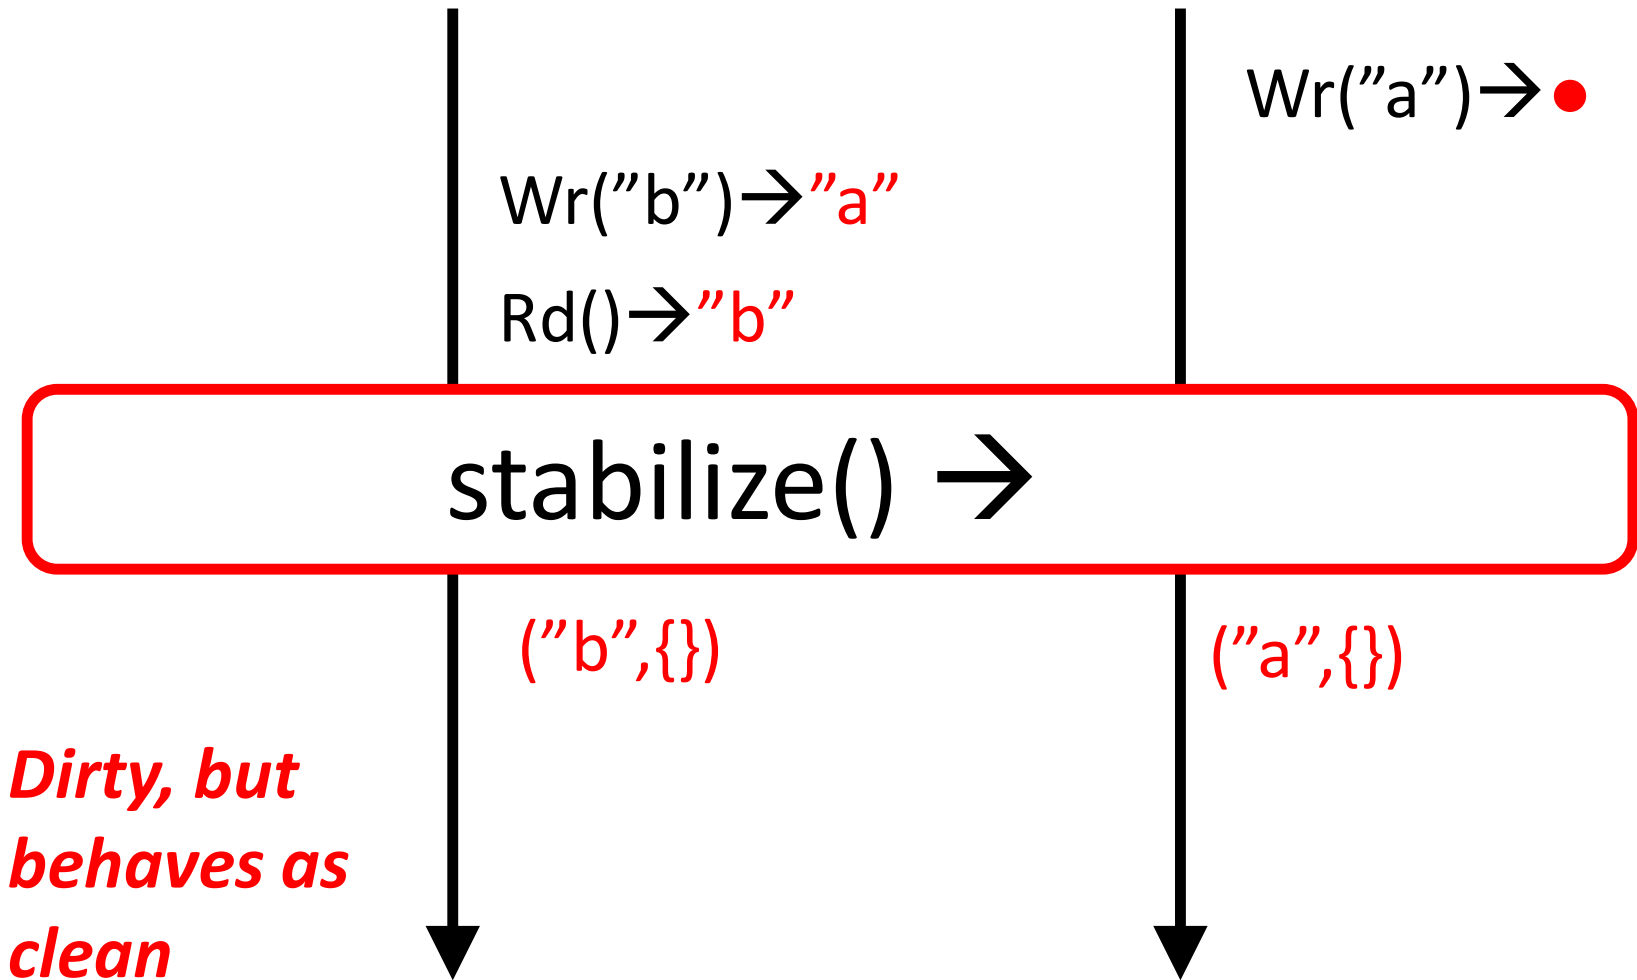 Wr(”a”)→●
Wr(”b”)→”a”
Rd()→”b”
stabilize() →
(”b”,{})
(”a”,{})
Dirty, but
behaves as
clean